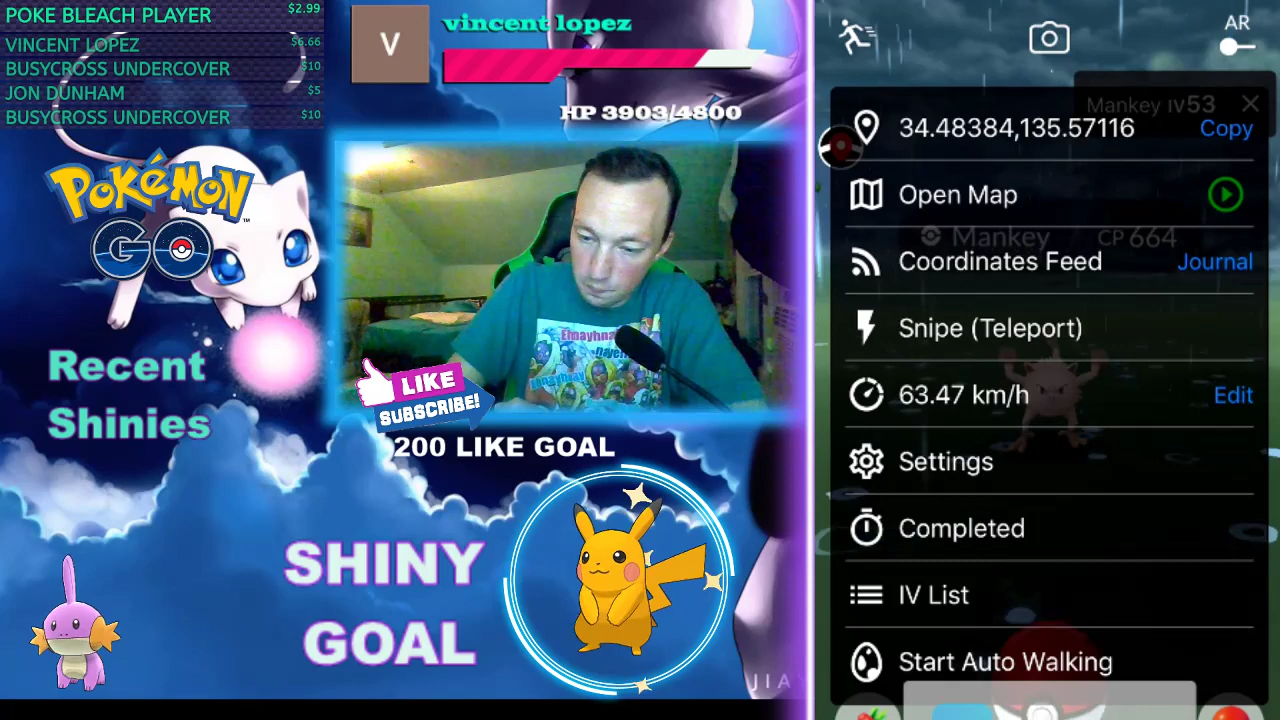 POKE BLEACH PLAYER $2.99
VINCENT LOPEZ $6.66
BUSYCROSS UNDERCOVER $10
JON DUNHAM $5
BUSYCROSS UNDERCOVER $10
V
vincent lopez
HP 3903/4800
POKéMON
GO
Recent
Shinies
LIKE
SUBSCRIBE!
200 LIKE GOAL
SHINY
GOAL
JIA
AR
Mankey IV53
34.48384,135.57116 Copy
Open Map
Mankey CP 664
Coordinates Feed Journal
Snipe (Teleport)
63.47 km/h Edit
Settings
Completed
IV List
Start Auto Walking